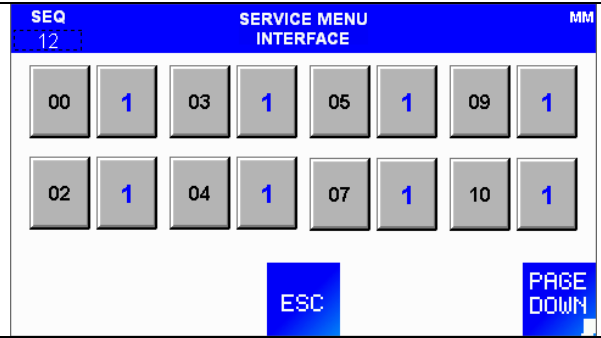 SEQ SERVICE MENU MM
12 INTERFACE
00 1 03 1 05 1 09 1
02 1 04 1 07 1 10 1
ESC
PAGE
DOWN